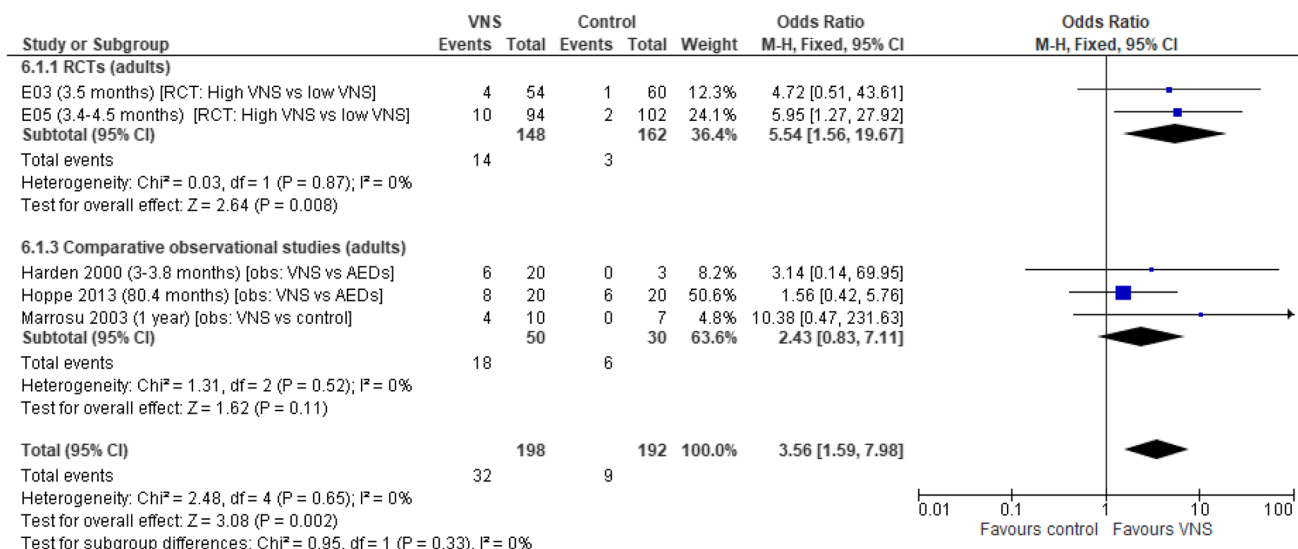 VNS Control Odds Ratio Odds Ratio
Study or Subgroup Events Total Events Total Weight M-H, Fixed, 95% CI M-H, Fixed, 95% CI
6.1.1 RCTs (adults)
E03 (3.5 months) [RCT: High VNS vs low VNS] 4 54 1 60 12.3% 4.72 [0.51, 43.61]
E05 (3.4-4.5 months) [RCT: High VNS vs low VNS] 10 94 2 102 24.1% 5.95 [1.27, 27.92]
Subtotal (95% CI) 148 162 36.4% 5.54 [1.56, 19.67]
Total events 14 3
Heterogeneity: Chi² = 0.03, df = 1 (P = 0.87); I² = 0%
Test for overall effect: Z = 2.64 (P = 0.008)
6.1.3 Comparative observational studies (adults)
Harden 2000 (3-3.8 months) [obs: VNS vs AEDs] 6 20 0 3 8.2% 3.14 [0.14, 69.95]
Hoppe 2013 (80.4 months) [obs: VNS vs AEDs] 8 20 6 20 50.6% 1.56 [0.42, 5.76]
Marrosu 2003 (1 year) [obs: VNS vs control] 4 10 0 7 4.8% 10.38 [0.47, 231.63]
Subtotal (95% CI) 50 30 63.6% 2.43 [0.83, 7.11]
Total events 18 6
Heterogeneity: Chi² = 1.31, df = 2 (P = 0.52); I² = 0%
Test for overall effect: Z = 1.62 (P = 0.11)
Total (95% CI) 198 192 100.0% 3.56 [1.59, 7.98]
Total events 32 9
Heterogeneity: Chi² = 2.48, df = 4 (P = 0.65); I² = 0%
Test for overall effect: Z = 3.08 (P = 0.002)
Test for subgroup differences: Chi² = 0.95, df = 1 (P = 0.33), I² = 0%
0.01 0.1 1 10 100
Favours control Favours VNS